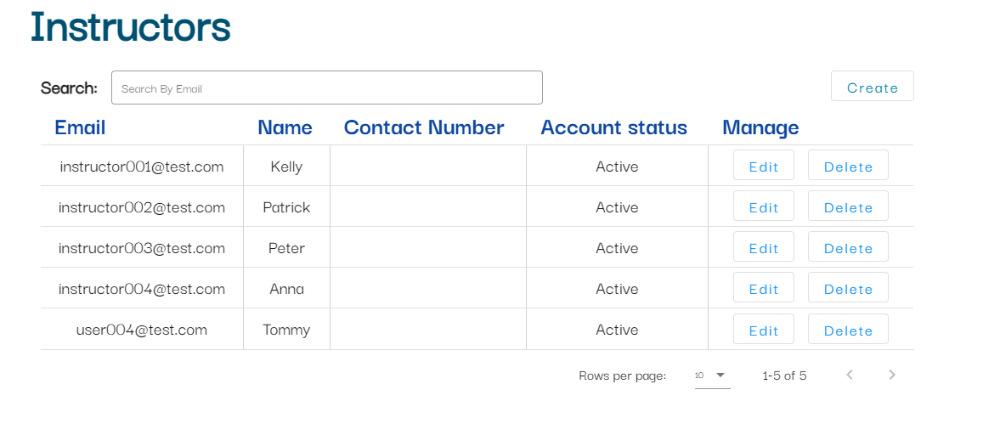 Instructors
Search: Search By Email Create
Email Name Contact Number Account status Manage
instructor001@test.com Kelly Active Edit Delete
instructor002@test.com Patrick Active Edit Delete
instructor003@test.com Peter Active Edit Delete
instructor004@test.com Anna Active Edit Delete
user004@test.com Tommy Active Edit Delete
Rows per page: 10 1-5 of 5